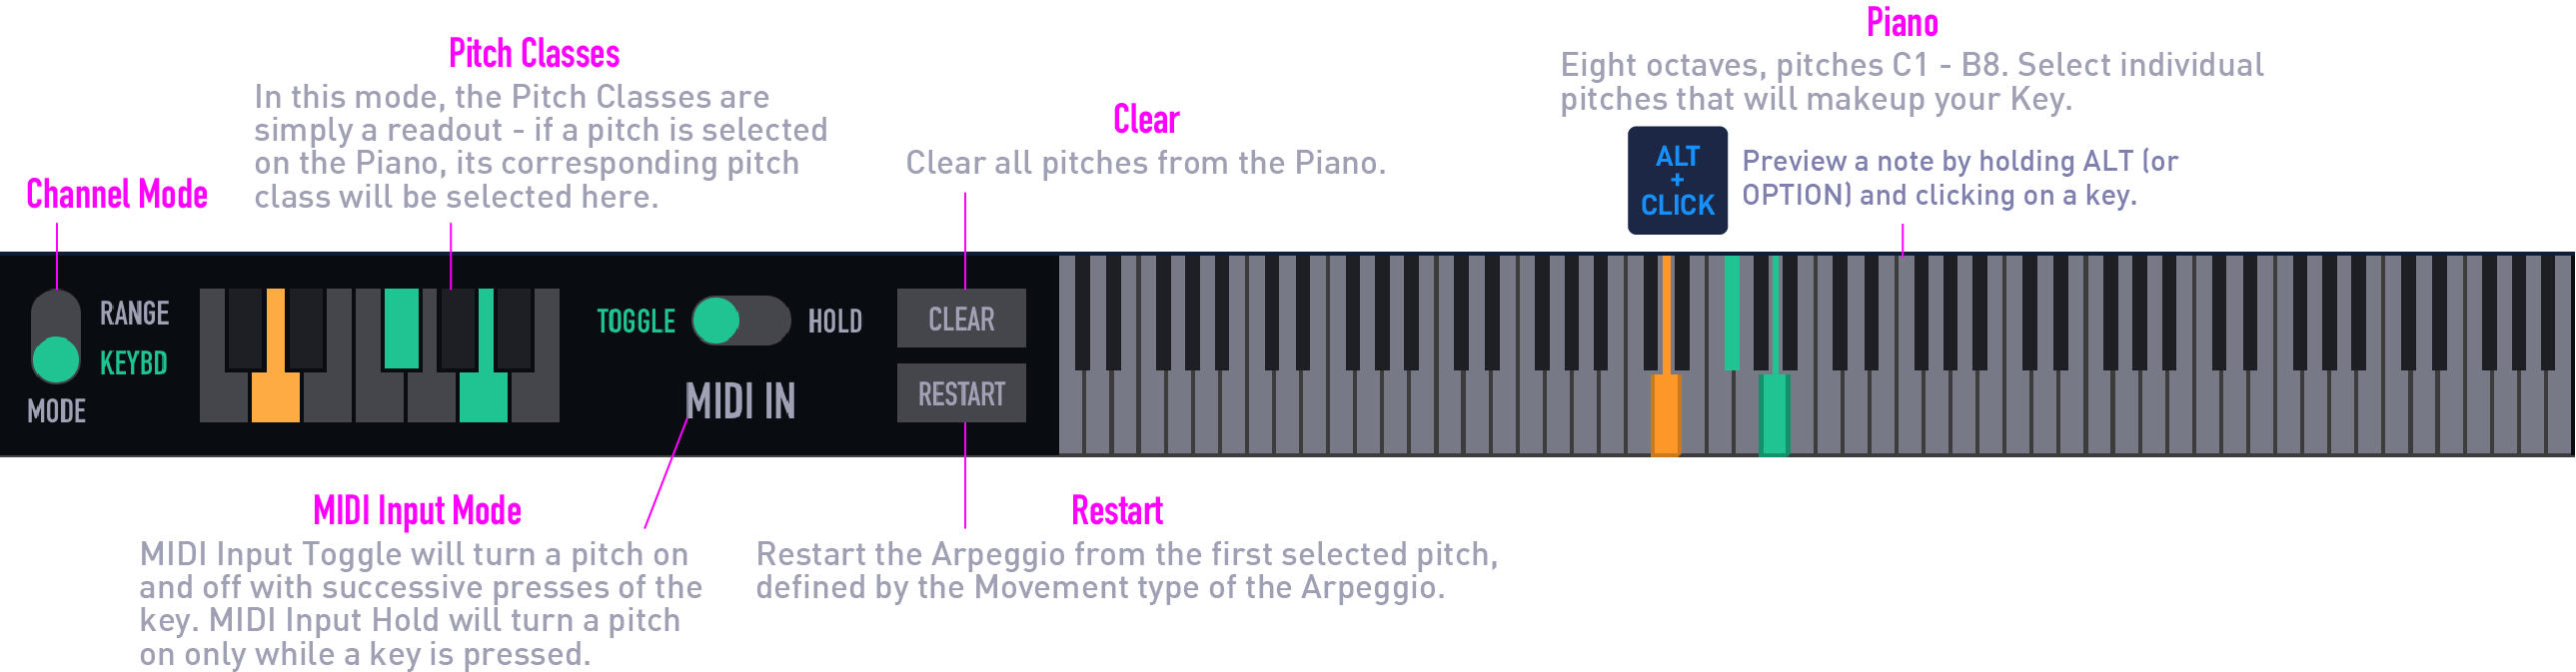 Piano
Eight octaves, pitches C1 - B8. Select individual
pitches that will makeup your Key.
ALT
+
CLICK
Preview a note by holding ALT (or
OPTION) and clicking on a key.
Pitch Classes
In this mode, the Pitch Classes are
simply a readout - if a pitch is selected
on the Piano, its corresponding pitch
class will be selected here.
Clear
Clear all pitches from the Piano.
Channel Mode
RANGE
KEYBD
MODE
TOGGLE
HOLD
MIDI IN
CLEAR
RESTART
MIDI Input Mode
MIDI Input Toggle will turn a pitch on
and off with successive presses of the
key. MIDI Input Hold will turn a pitch
on only while a key is pressed.
Restart
Restart the Arpeggio from the first selected pitch,
defined by the Movement type of the Arpeggio.